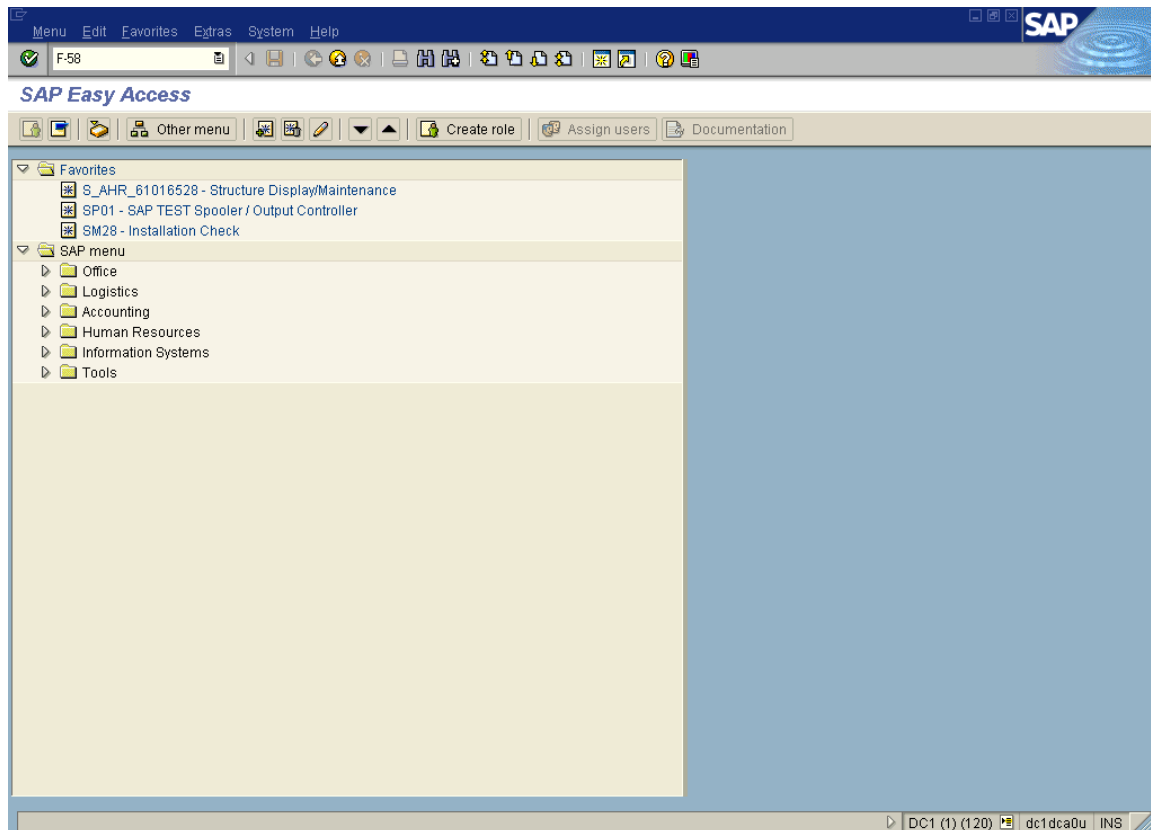 Menu Edit Favorites Extras System Help
SAP
F-58
SAP Easy Access
Other menu Create role Assign users Documentation
Favorites
S_AHR_61016528 - Structure Display/Maintenance
SP01 - SAP TEST Spooler / Output Controller
SM28 - Installation Check
SAP menu
Office
Logistics
Accounting
Human Resources
Information Systems
Tools
DC1 (1) (120) dc1dca0u INS